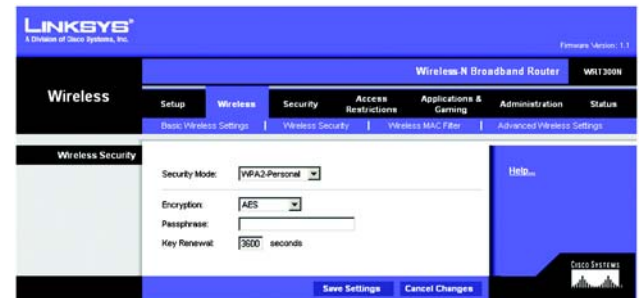 LINKSYS®
A Division of Cisco Systems, Inc.
Firmware Version: 1.1
Wireless-N Broadband Router WRT300N
Wireless
Setup Wireless Security Access Restrictions Applications & Gaming Administration Status
Basic Wireless Settings | Wireless Security | Wireless MAC Filter | Advanced Wireless Settings
Wireless Security
Security Mode: WPA2-Personal
Help...
Encryption: AES
Passphrase:
Key Renewal: 3600 seconds
CISCO SYSTEMS
Save Settings Cancel Changes